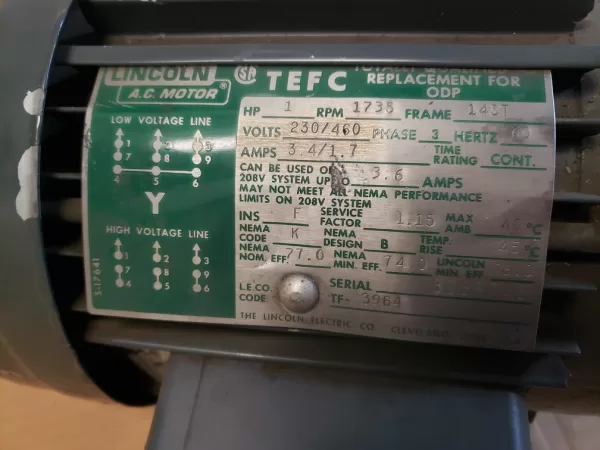 LINCOLN
A.C. MOTOR
SA TEFC
REPLACEMENT FOR
ODP
HP 1 RPM 1735 FRAME 143T
VOLTS 230/460 PHASE 3 HERTZ 60
AMPS 3.4/1.7 TIME RATING CONT.
CAN BE USED ON
208V SYSTEM UP TO 3.6 AMPS
MAY NOT MEET ALL NEMA PERFORMANCE
LIMITS ON 208V SYSTEM
INS F SERVICE FACTOR 1.15 MAX AMB °C
NEMA CODE K NEMA DESIGN B TEMP. RISE °C
NEMA NOM. EFF. 77.0 NEMA MIN. EFF. 74.0 LINCOLN MIN EFF
SERIAL
L.E.CO. CODE TF- 3964
THE LINCOLN ELECTRIC CO. CLEVELAND
LOW VOLTAGE LINE
1 2 3
7 8 9
4 5 6
Y
HIGH VOLTAGE LINE
1 2 3
7 8 9
4 5 6
S-17641